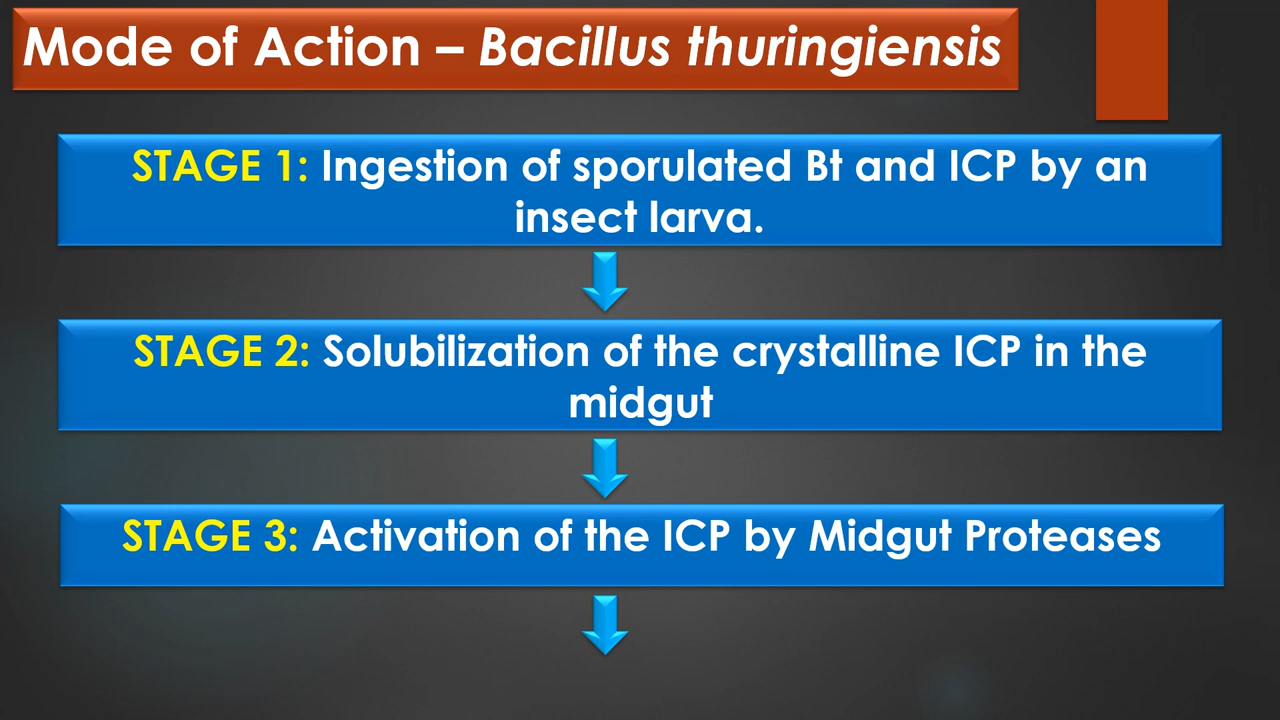 Mode of Action – Bacillus thuringiensis
STAGE 1: Ingestion of sporulated Bt and ICP by an
insect larva.
STAGE 2: Solubilization of the crystalline ICP in the
midgut
STAGE 3: Activation of the ICP by Midgut Proteases